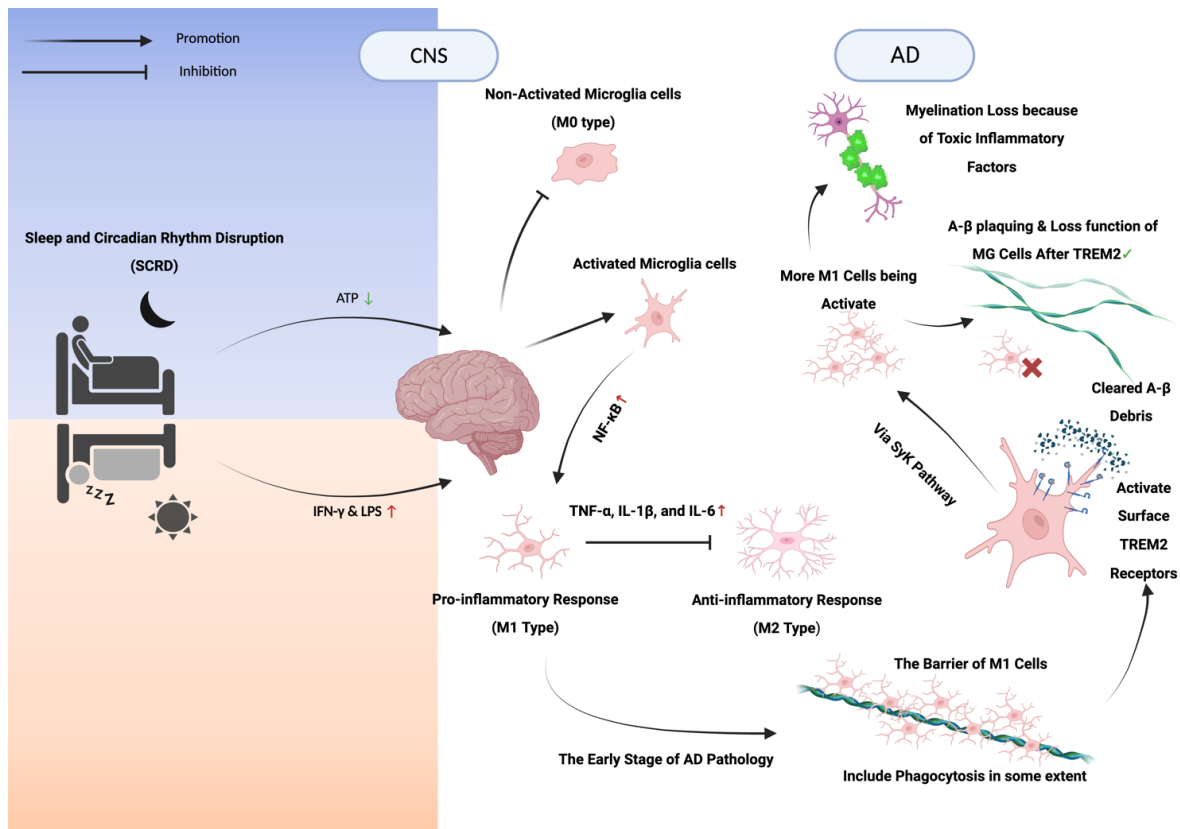 Promotion
Inhibition
CNS
AD
Non-Activated Microglia cells
(M0 type)
Myelination Loss because
of Toxic Inflammatory
Factors
Sleep and Circadian Rhythm Disruption
(SCRD)
Activated Microglia cells
A-β plaquing & Loss function of
MG Cells After TREM2✓
More M1 Cells being
Activate
ATP ↓
NF-κB↑
Cleared A-β
Debris
Via SyK Pathway
zzZ
IFN-γ & LPS ↑
TNF-α, IL-1β, and IL-6↑
Activate
Surface
TREM2
Receptors
Pro-inflammatory Response
(M1 Type)
Anti-inflammatory Response
(M2 Type)
The Barrier of M1 Cells
The Early Stage of AD Pathology
Include Phagocytosis in some extent